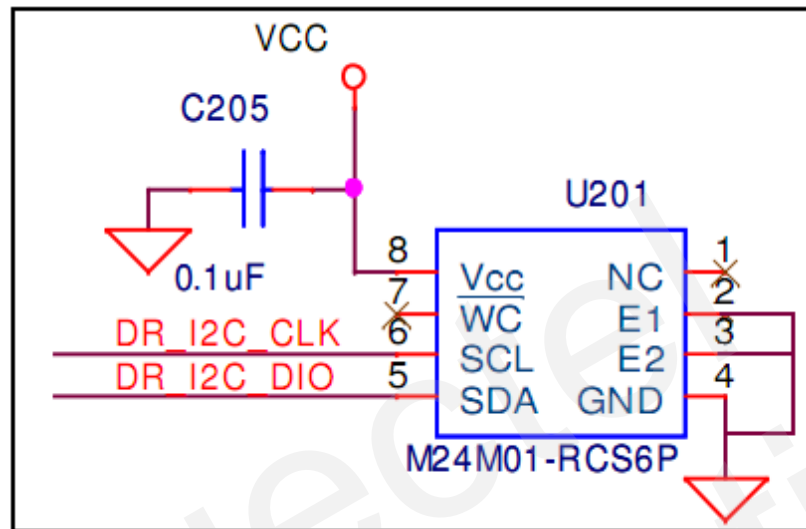 VCC
C205
0.1uF
U201
8
7
6
5
Vcc
WC
SCL
SDA
NC
E1
E2
GND
1
2
3
4
DR_I2C_CLK
DR_I2C_DIO
M24M01-RCS6P